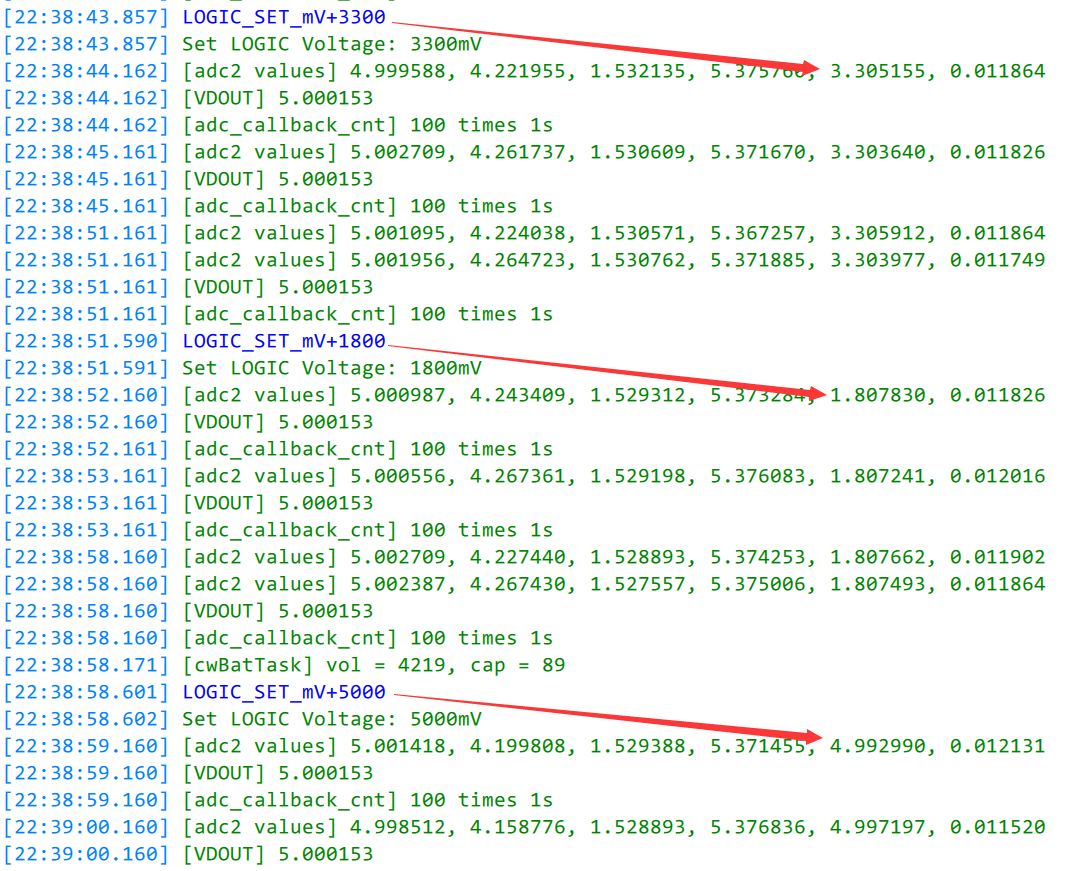 [22:38:43.857] LOGIC_SET_mV+3300
[22:38:43.857] Set LOGIC Voltage: 3300mV
[22:38:44.162] [adc2 values] 4.999588, 4.221955, 1.532135, 5.375760, 3.305155, 0.011864
[22:38:44.162] [VDOUT] 5.000153
[22:38:44.162] [adc_callback_cnt] 100 times 1s
[22:38:45.161] [adc2 values] 5.002709, 4.261737, 1.530609, 5.371670, 3.303640, 0.011826
[22:38:45.161] [VDOUT] 5.000153
[22:38:45.161] [adc_callback_cnt] 100 times 1s
[22:38:51.161] [adc2 values] 5.001095, 4.224038, 1.530571, 5.367257, 3.305912, 0.011864
[22:38:51.161] [adc2 values] 5.001956, 4.264723, 1.530762, 5.371885, 3.303977, 0.011749
[22:38:51.161] [VDOUT] 5.000153
[22:38:51.161] [adc_callback_cnt] 100 times 1s
[22:38:51.590] LOGIC_SET_mV+1800
[22:38:51.591] Set LOGIC Voltage: 1800mV
[22:38:52.160] [adc2 values] 5.000987, 4.243409, 1.529312, 5.373284, 1.807830, 0.011826
[22:38:52.160] [VDOUT] 5.000153
[22:38:52.161] [adc_callback_cnt] 100 times 1s
[22:38:53.161] [adc2 values] 5.000556, 4.267361, 1.529198, 5.376083, 1.807241, 0.012016
[22:38:53.161] [VDOUT] 5.000153
[22:38:53.161] [adc_callback_cnt] 100 times 1s
[22:38:58.160] [adc2 values] 5.002709, 4.227440, 1.528893, 5.374253, 1.807662, 0.011902
[22:38:58.160] [adc2 values] 5.002387, 4.267430, 1.527557, 5.375006, 1.807493, 0.011864
[22:38:58.160] [VDOUT] 5.000153
[22:38:58.160] [adc_callback_cnt] 100 times 1s
[22:38:58.171] [cwBatTask] vol = 4219, cap = 89
[22:38:58.601] LOGIC_SET_mV+5000
[22:38:58.602] Set LOGIC Voltage: 5000mV
[22:38:59.160] [adc2 values] 5.001418, 4.199808, 1.529388, 5.371455, 4.992990, 0.012131
[22:38:59.160] [VDOUT] 5.000153
[22:38:59.160] [adc_callback_cnt] 100 times 1s
[22:39:00.160] [adc2 values] 4.998512, 4.158776, 1.528893, 5.376836, 4.997197, 0.011520
[22:39:00.160] [VDOUT] 5.000153